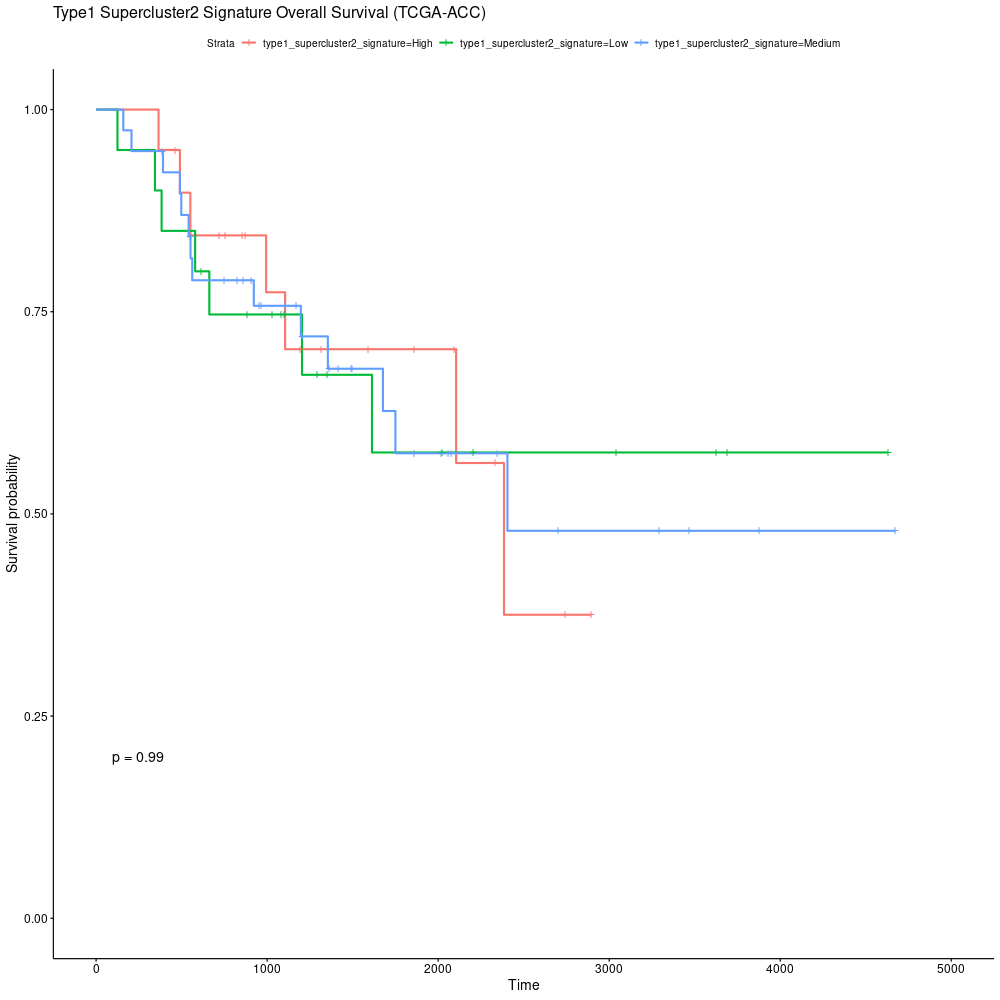 Type1 Supercluster2 Signature Overall Survival (TCGA-ACC)
Strata type1_supercluster2_signature=High type1_supercluster2_signature=Low type1_supercluster2_signature=Medium
1.00
0.75
0.50
0.25
0.00
Survival probability
p = 0.99
0 1000 2000 3000 4000 5000
Time